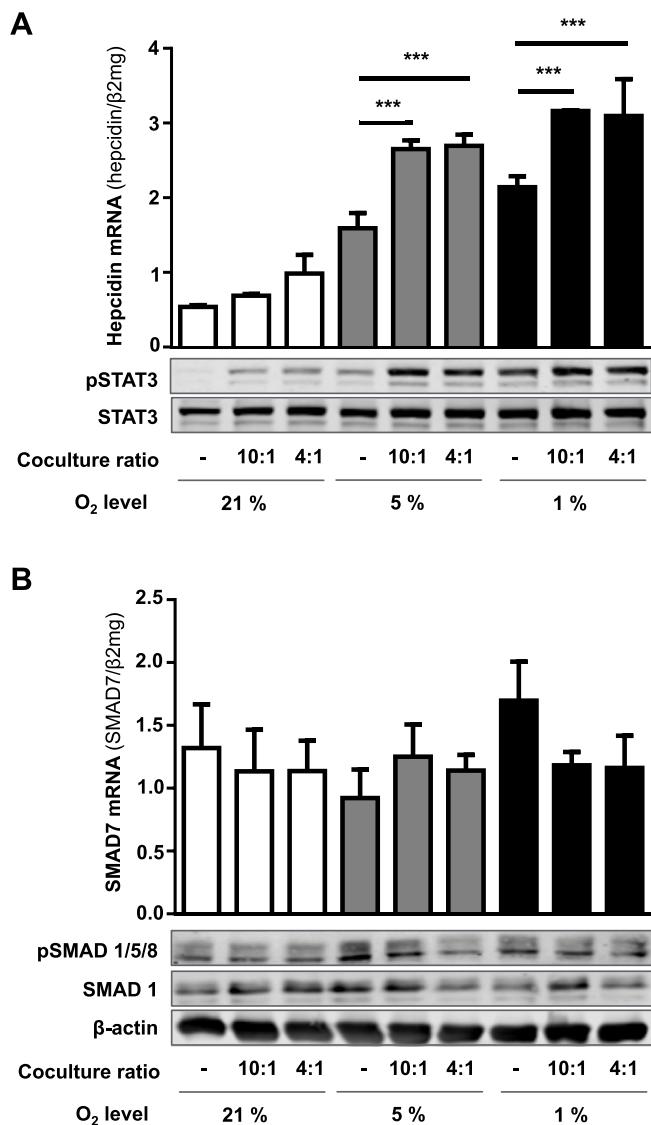 A
Hepcidin mRNA (hepcidin/β2mg)
4
3
2
1
0
***
***
***
***
pSTAT3
STAT3
Coculture ratio - 10:1 4:1 - 10:1 4:1 - 10:1 4:1
O2 level 21 % 5 % 1 %
B
SMAD7 mRNA (SMAD7/β2mg)
2.5
2.0
1.5
1.0
0.5
0.0
pSMAD 1/5/8
SMAD 1
β-actin
Coculture ratio - 10:1 4:1 - 10:1 4:1 - 10:1 4:1
O2 level 21 % 5 % 1 %